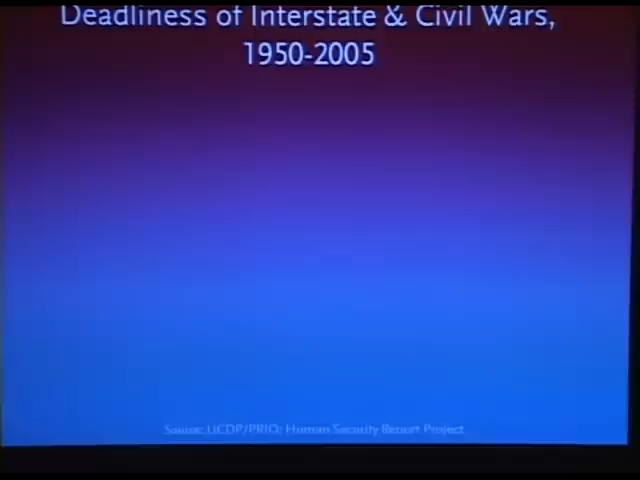 Deadliness of Interstate & Civil Wars,
1950-2005
Source: UCDP/PRIO; Human Security Report Project